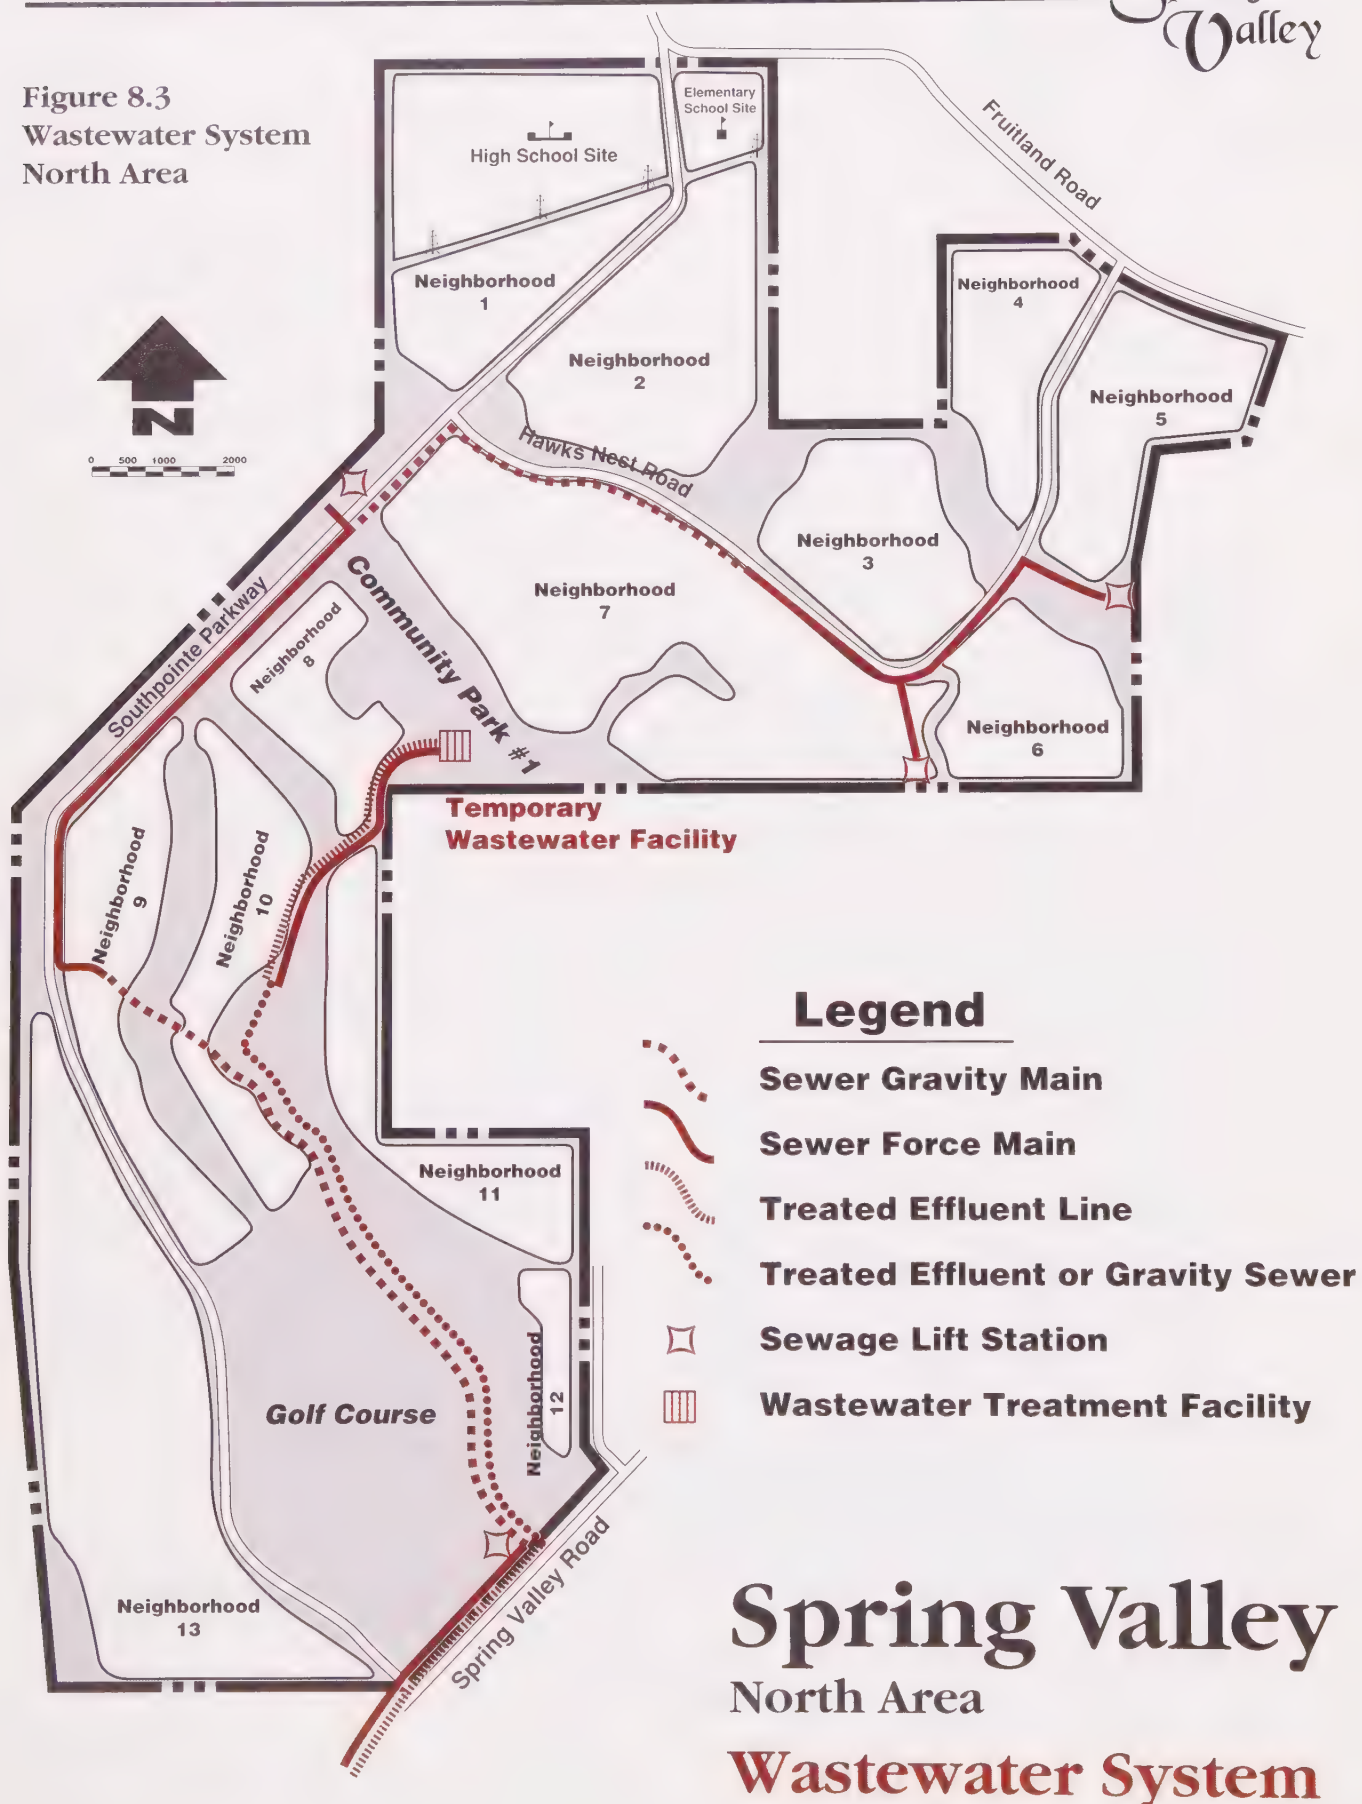 Valley
Figure 8.3
Wastewater System
North Area
Elementary
School Site
High School Site
Fruitland Road
Neighborhood
1
Neighborhood
2
Neighborhood
4
Neighborhood
5
N
0 500 1000 2000
Hawks Nest Road
Neighborhood
3
Neighborhood
7
Community Park #1
Southpointe Parkway
Neighborhood
8
Neighborhood
6
Temporary
Wastewater Facility
Neighborhood
9
Neighborhood
10
Legend
Sewer Gravity Main
Sewer Force Main
Treated Effluent Line
Treated Effluent or Gravity Sewer
Sewage Lift Station
Wastewater Treatment Facility
Neighborhood
11
Neighborhood
12
Golf Course
Neighborhood
13
Spring Valley Road
Spring Valley
North Area
Wastewater System